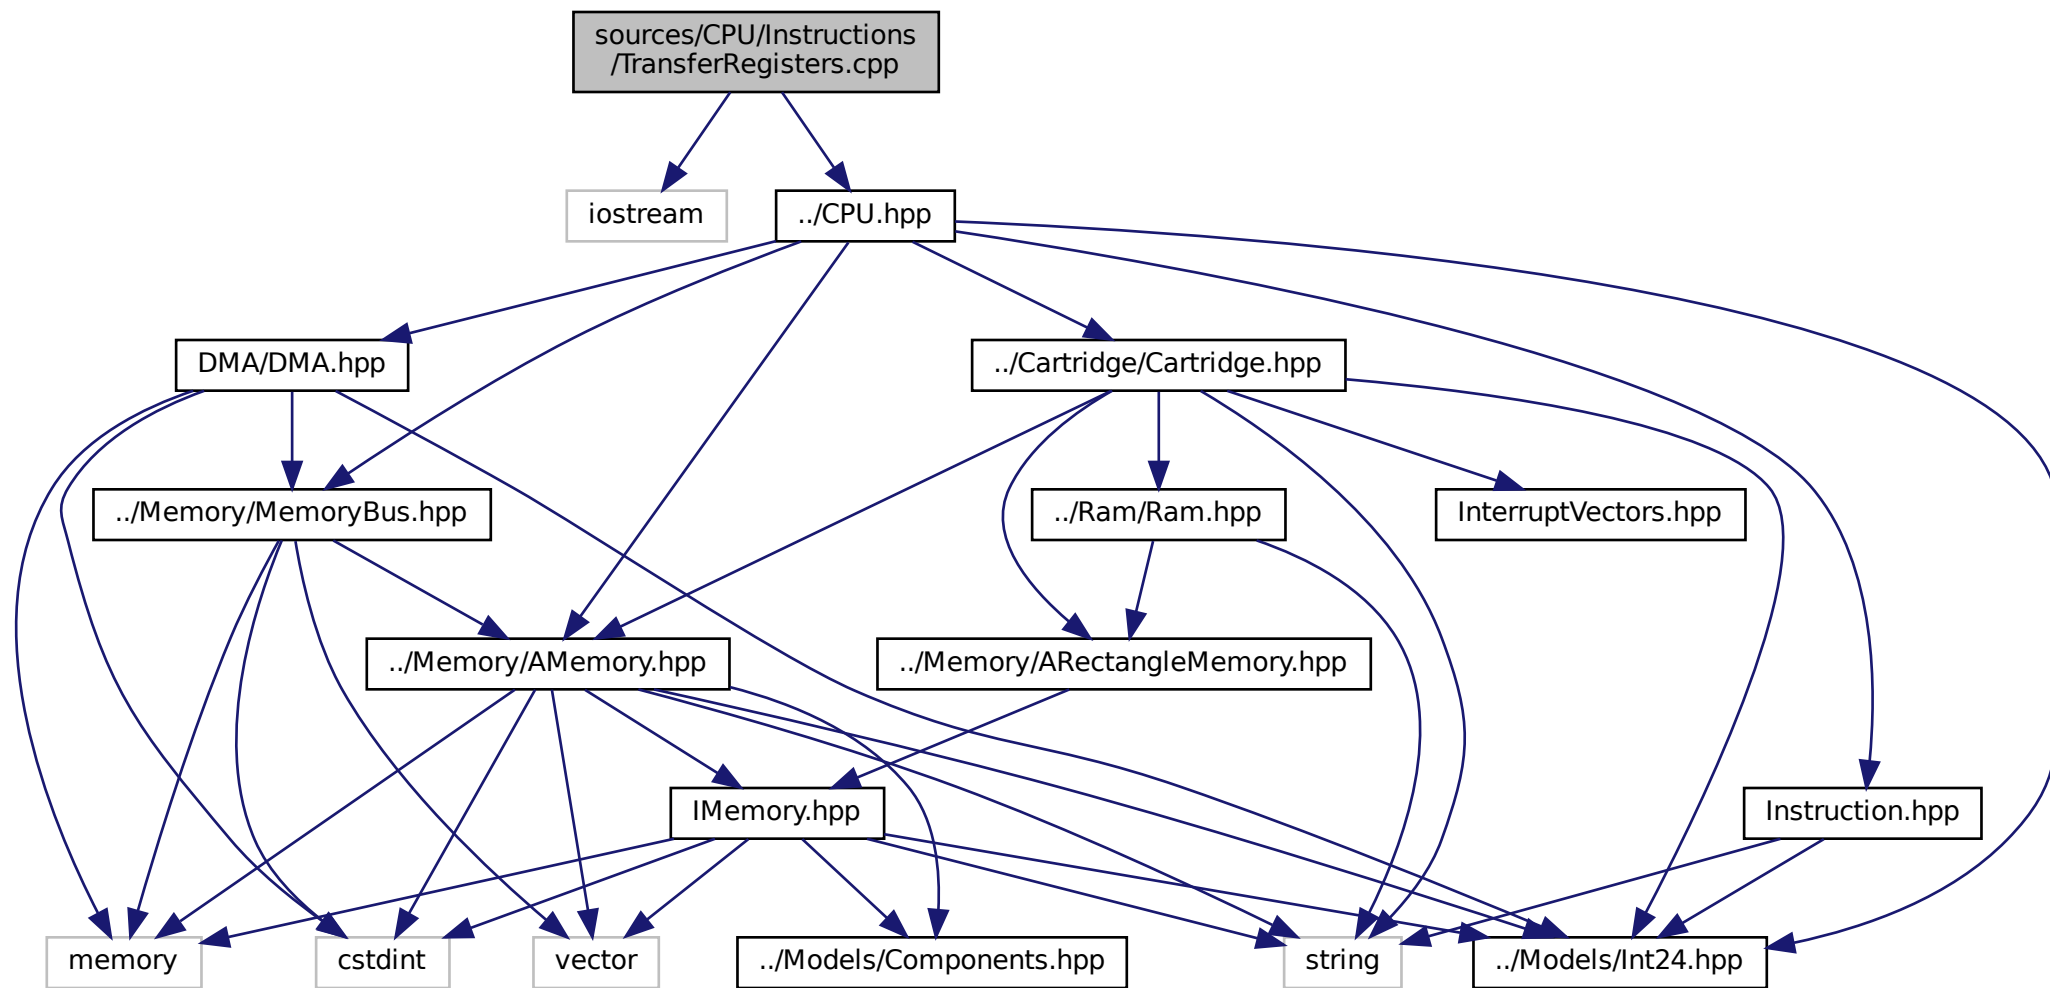 sources/CPU/Instructions
/TransferRegisters.cpp
iostream
../CPU.hpp
DMA/DMA.hpp
../Cartridge/Cartridge.hpp
../Memory/MemoryBus.hpp
../Ram/Ram.hpp
InterruptVectors.hpp
../Memory/AMemory.hpp
../Memory/ARectangleMemory.hpp
IMemory.hpp
Instruction.hpp
memory
cstdint
vector
../Models/Components.hpp
string
../Models/Int24.hpp